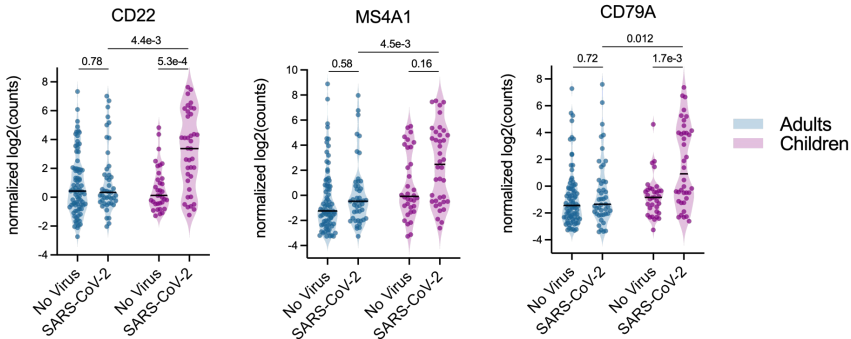 CD22
4.4e-3
0.78
5.3e-4
normalized log2(counts)
8
6
4
2
0
-2
-4
No Virus
SARS-CoV-2
No Virus
SARS-CoV-2
MS4A1
4.5e-3
0.58
0.16
normalized log2(counts)
10
8
6
4
2
0
-2
-4
No Virus
SARS-CoV-2
No Virus
SARS-CoV-2
CD79A
0.012
0.72
1.7e-3
normalized log2(counts)
8
6
4
2
0
-2
-4
No Virus
SARS-CoV-2
No Virus
SARS-CoV-2
Adults
Children